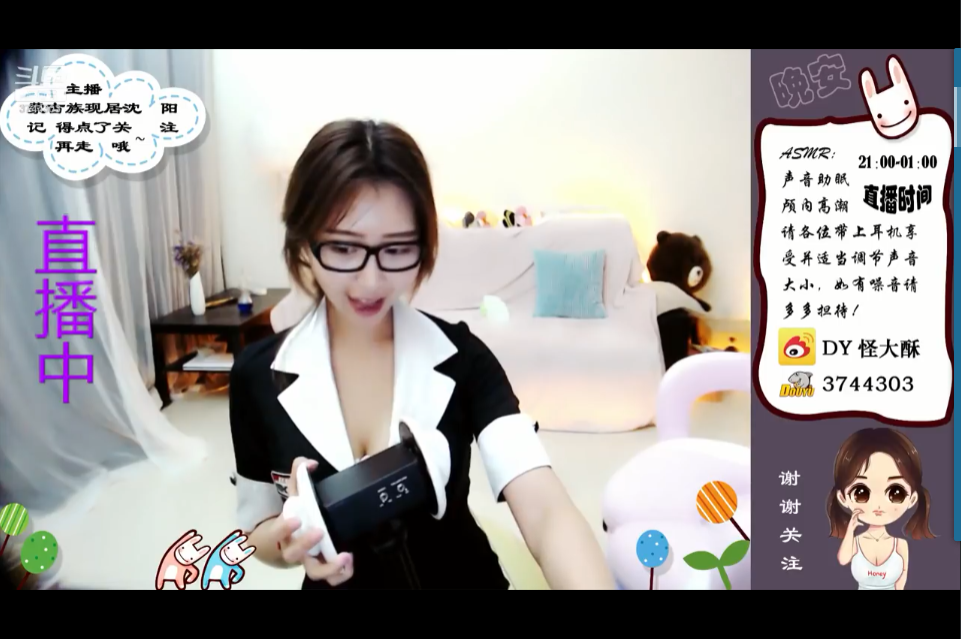 主播
蒙古族现居沈 阳
记 得点了关 注
再走 哦~
直播中
晚安
ASMR:
21:00-01:00
声音助眠
直播时间
颅内高潮
请各位带上耳机享
受并适当调节声音
大小，如有噪音请
多多担待！
DY 怪大酥
DOUYU 3744303
谢谢关注
Honey